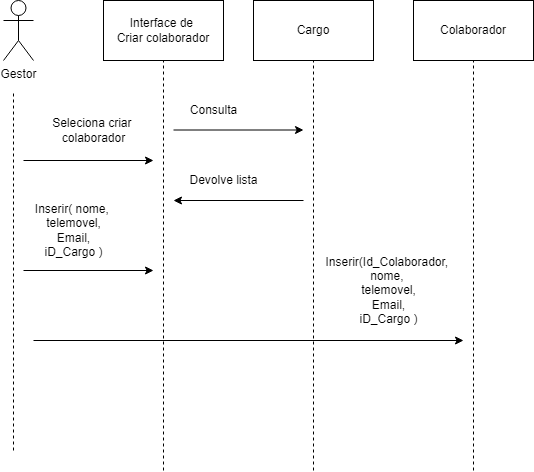 Interface de
Criar colaborador
Cargo
Colaborador
Gestor
Seleciona criar
colaborador
Consulta
Devolve lista
Inserir( nome,
telemovel,
Email,
iD_Cargo )
Inserir(Id_Colaborador,
nome,
telemovel,
Email,
iD_Cargo )